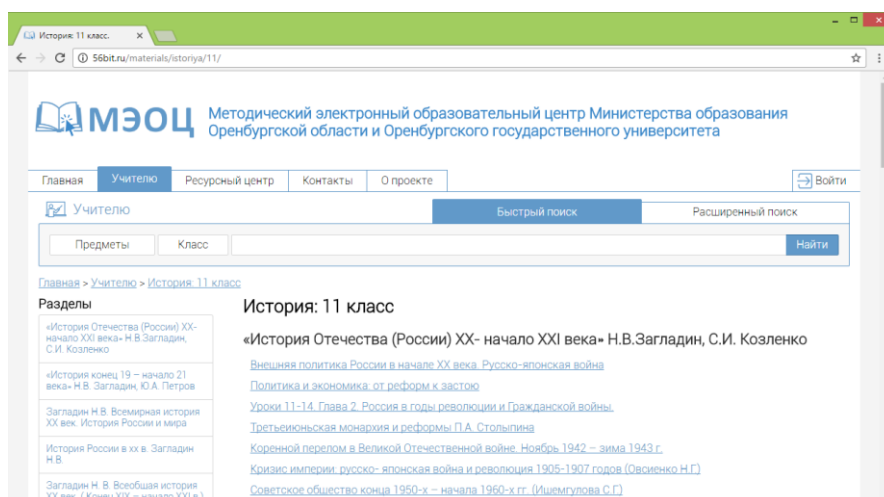 История: 11 класс.
56bit.ru/materials/istoriya/11/
МЭОЦ
Методический электронный образовательный центр Министерства образования
Оренбургской области и Оренбургского государственного университета
Главная Учителю Ресурсный центр Контакты О проекте Войти
Учителю Быстрый поиск Расширенный поиск
Предметы Класс Найти
Главная > Учителю > История: 11 класс
Разделы
«История Отечества (России) XX-
начало XXI века» Н.В.Загладин,
С.И. Козленко
«История конец 19 – начало 21
века» Н.В. Загладин, Ю.А. Петров
Загладин Н.В. Всемирная история
XX век. История России и мира
История России в xx в. Загладин
Н.В.
Загладин Н. В. Всеобщая история
XX век. ( Конец XIX – начало XXI в.)
История: 11 класс
«История Отечества (России) XX- начало XXI века» Н.В.Загладин, С.И. Козленко
Внешняя политика России в начале XX века. Русско-японская война
Политика и экономика: от реформ к застою
Уроки 11-14. Глава 2. Россия в годы революции и Гражданской войны.
Третьеиюньская монархия и реформы П.А. Столыпина
Коренной перелом в Великой Отечественной войне. Ноябрь 1942 – зима 1943 г.
Кризис империи: русско- японская война и революция 1905-1907 годов (Овсиенко Н.Г.)
Советское общество конца 1950-х – начала 1960-х гг. (Ишемгулова С.Г.)